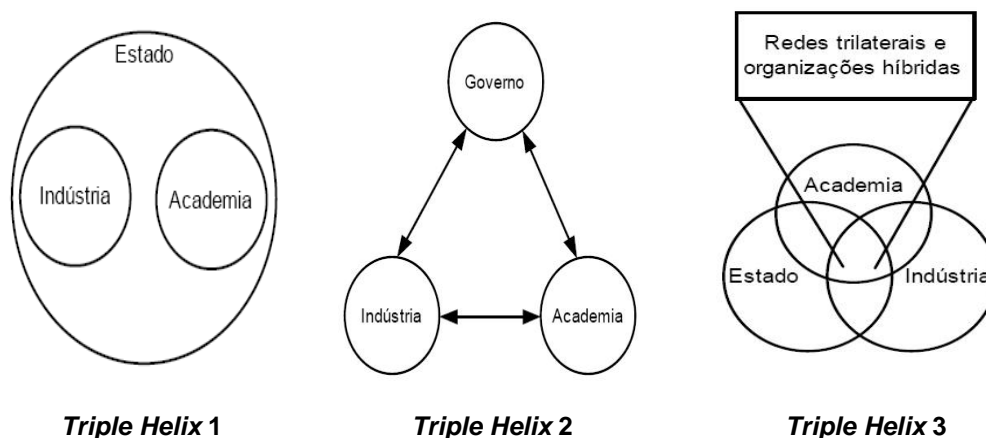 Estado
Indústria
Academia
Triple Helix 1
Governo
Indústria
Academia
Triple Helix 2
Redes trilaterais e
organizações híbridas
Academia
Estado
Indústria
Triple Helix 3